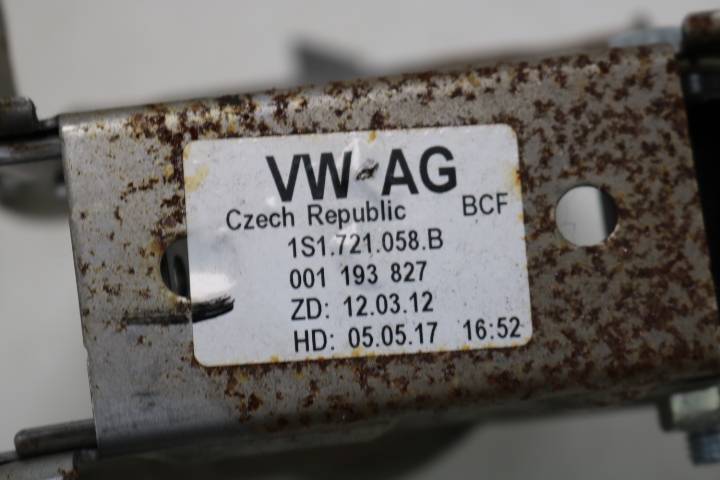 VW AG
Czech Republic BCF
1S1.721.058.B
001 193 827
ZD: 12.03.12
HD: 05.05.17 16:52